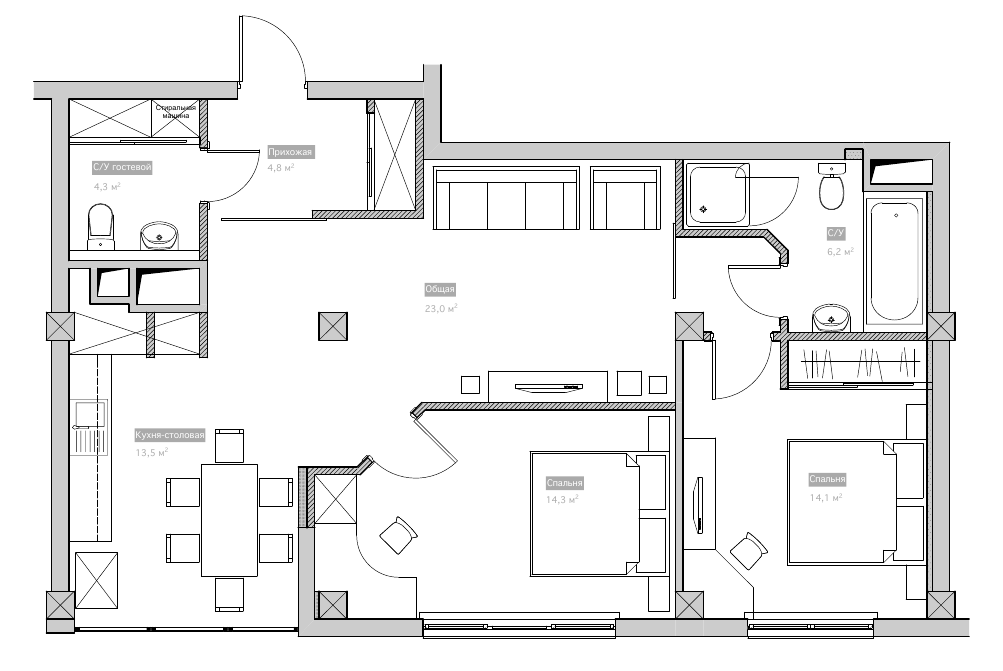 Стиральная
машина
Прихожая
4,8 м²
С/У гостевой
4,3 м²
С/У
6,2 м²
Общая
23,0 м²
Кухня-столовая
13,5 м²
Спальня
14,3 м²
Спальня
14,1 м²